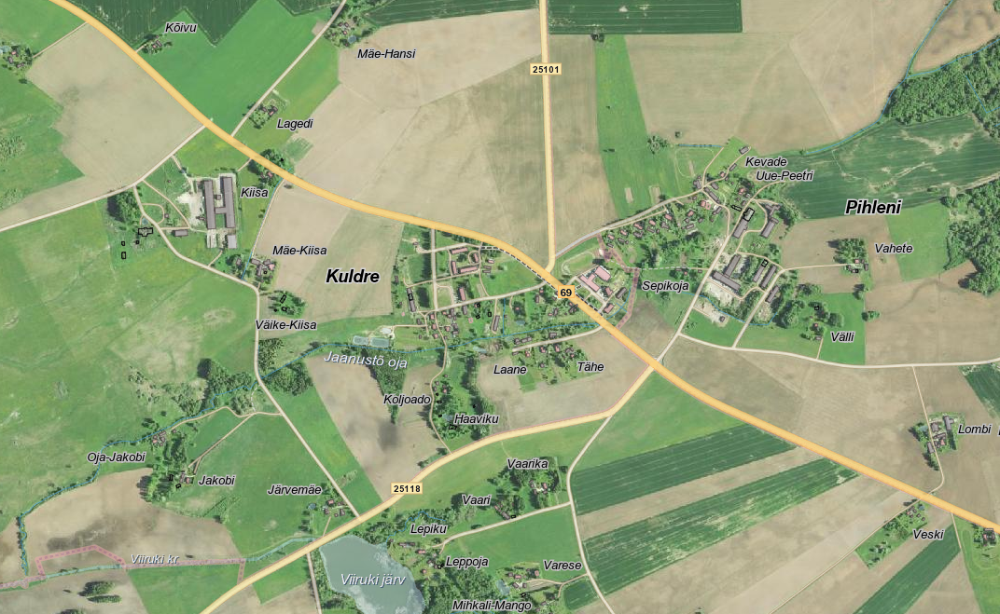 Kõivu
Mäe-Hansi
25101
Lagedi
Kevade
Uue-Peetri
Kiisa
Pihleni
Mäe-Kiisa
Vahete
Kuldre
Sepikoja
69
Väike-Kiisa
Välli
Jaanustõ oja
Laane
Tähe
Koljoado
Haaviku
Lombi
Oja-Jakobi
Vaarika
Jakobi
Järvemäe
25118
Vaari
Lepiku
Veski
Viiruki kr
Leppoja
Varese
Viiruki järv
Mihkali-Mango